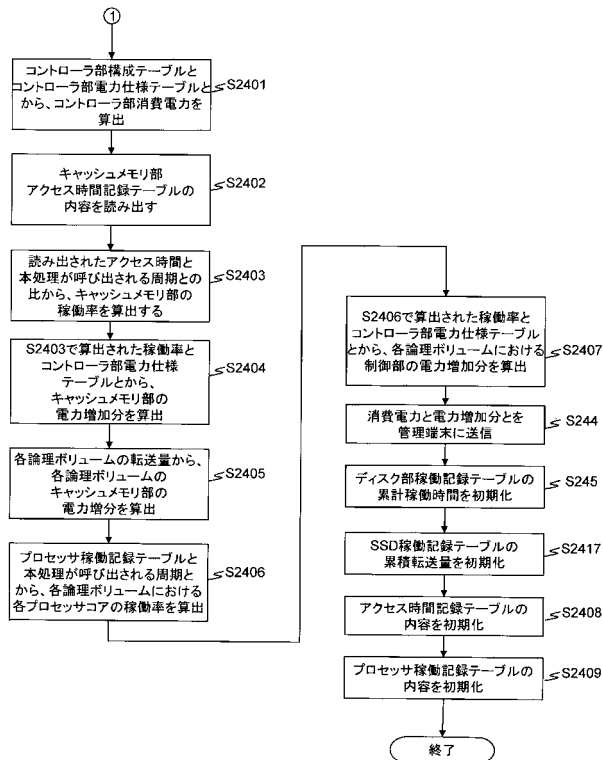 1
コントローラ部構成テーブルと
コントローラ部電力仕様テーブルと
から、コントローラ部消費電力を
算出
S2401
キャッシュメモリ部
アクセス時間記録テーブルの
内容を読み出す
S2402
読み出されたアクセス時間と
本処理が呼び出される周期との
比から、キャッシュメモリ部の
稼働率を算出する
S2403
S2403で算出された稼働率と
コントローラ部電力仕様
テーブルとから、
キャッシュメモリ部の
電力増加分を算出
S2404
各論理ボリュームの転送量から、
各論理ボリュームの
キャッシュメモリ部の
電力増分を算出
S2405
プロセッサ稼働記録テーブルと
本処理が呼び出される周期と
から、各論理ボリュームにおける
各プロセッサコアの稼働率を算出
S2406
S2406で算出された稼働率と
コントローラ部電力仕様テーブル
とから、各論理ボリュームにおける
制御部の電力増加分を算出
S2407
消費電力と電力増加分とを
管理端末に送信
S244
ディスク部稼働記録テーブルの
累計稼働時間を初期化
S245
SSD稼働記録テーブルの
累積転送量を初期化
S2417
アクセス時間記録テーブルの
内容を初期化
S2408
プロセッサ稼働記録テーブルの
内容を初期化
S2409
終了